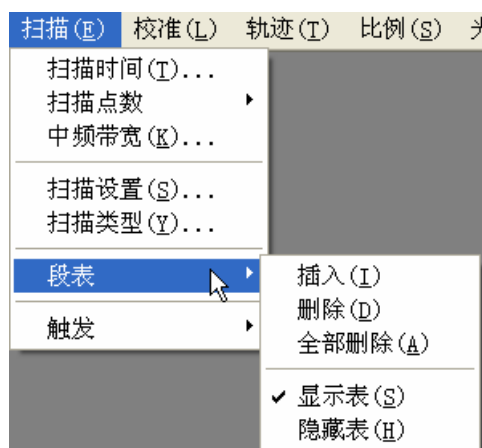 扫描(E) 校准(L) 轨迹(T) 比例(S)
扫描时间(T)...
扫描点数
中频带宽(K)...
扫描设置(S)...
扫描类型(Y)...
段表
触发
插入(I)
删除(D)
全部删除(A)
显示表(S)
隐藏表(H)